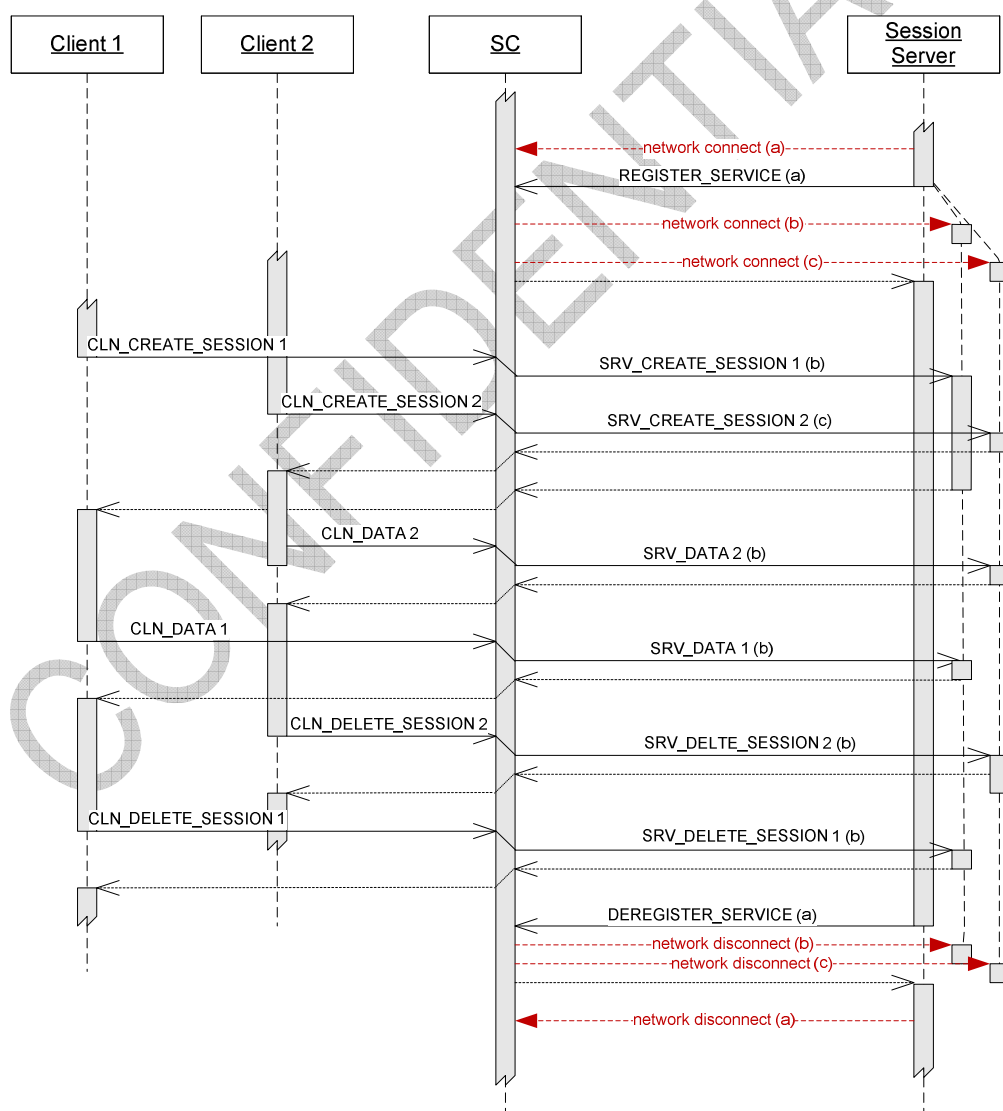 Client 1
Client 2
SC
Session
Server
network connect (a)
REGISTER_SERVICE (a)
network connect (b)
network connect (c)
CLN_CREATE_SESSION 1
SRV_CREATE_SESSION 1 (b)
CLN_CREATE_SESSION 2
SRV_CREATE_SESSION 2 (c)
CLN_DATA 2
SRV_DATA 2 (b)
CLN_DATA 1
SRV_DATA 1 (b)
CLN_DELETE_SESSION 2
SRV_DELTE_SESSION 2 (b)
CLN_DELETE_SESSION 1
SRV_DELETE_SESSION 1 (b)
DEREGISTER_SERVICE (a)
network disconnect (b)
network disconnect (c)
network disconnect (a)
CONFIDENTIA